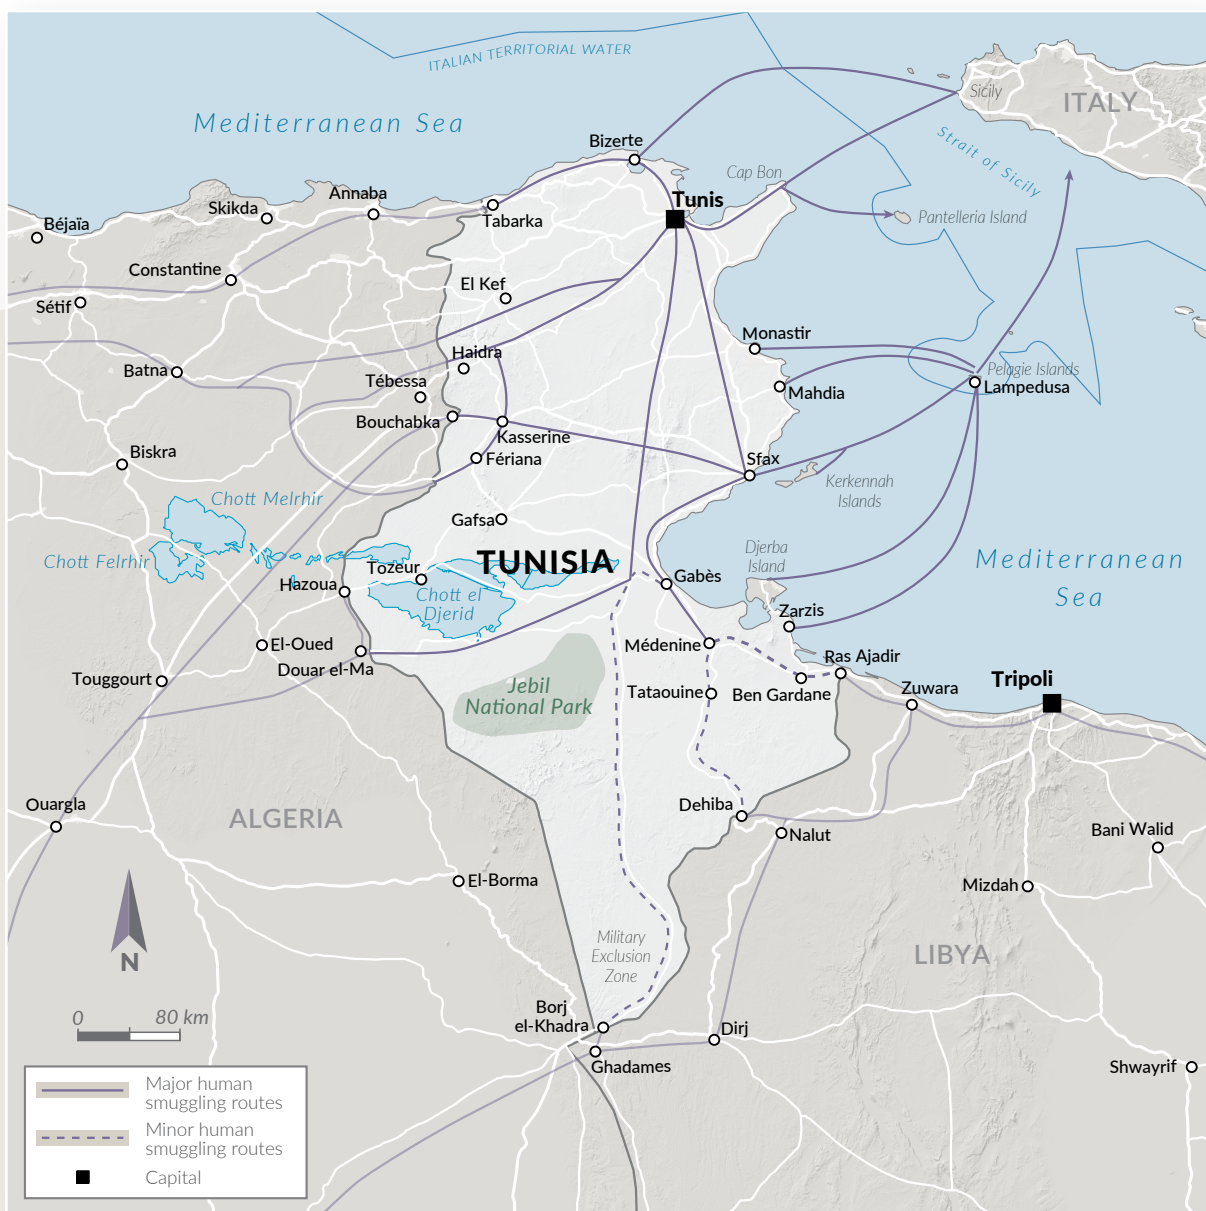 ITALIAN TERRITORIAL WATER
Mediterranean Sea
Sicily
ITALY
Strait of Sicily
Bizerte
Cap Bon
Tunis
Pantelleria Island
Annaba
Skikda
Tabarka
Béjaïa
Constantine
Sétif
El Kef
Monastir
Haidra
Batna
Tébessa
Pelagie Islands
Lampedusa
Mahdia
Bouchabka
Kasserine
Biskra
Fériana
Sfax
Kerkennah
Islands
Chott Melrhir
Gafsa
Chott Felrhir
TUNISIA
Djerba
Island
Mediterranean
Sea
Tozeur
Hazoua
Gabès
Chott el
Djerid
Zarzis
El-Oued
Médenine
Douar el-Ma
Ras Ajadir
Touggourt
Tataouine
Ben Gardane
Zuwara
Tripoli
Jebil
National Park
Ouargla
ALGERIA
Dehiba
Nalut
Bani Walid
El-Borma
Mizdah
Military
Exclusion
Zone
LIBYA
N
0 80 km
Borj
el-Khadra
Dirj
Ghadames
Shwayrif
Major human
smuggling routes
Minor human
smuggling routes
Capital